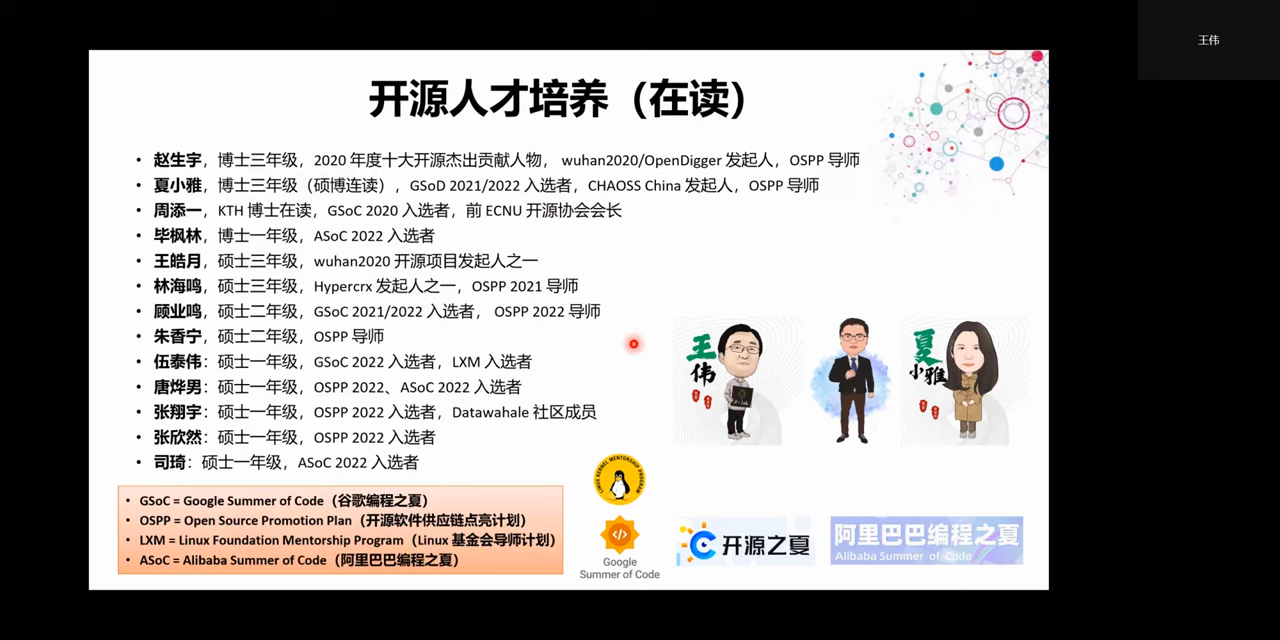 王伟
开源人才培养（在读）
• 赵生宇，博士三年级，2020 年度十大开源杰出贡献人物， wuhan2020/OpenDigger 发起人，OSPP 导师
• 夏小雅，博士三年级（硕博连读），GSoD 2021/2022 入选者，CHAOSS China 发起人，OSPP 导师
• 周添一，KTH 博士在读，GSoC 2020 入选者，前 ECNU 开源协会会长
• 毕枫林，博士一年级，ASoC 2022 入选者
• 王皓月，硕士三年级，wuhan2020 开源项目发起人之一
• 林海鸣，硕士三年级，Hypercrx 发起人之一，OSPP 2021 导师
• 顾业鸣，硕士二年级，GSoC 2021/2022 入选者， OSPP 2022 导师
• 朱香宁，硕士二年级，OSPP 导师
• 伍泰伟：硕士一年级，GSoC 2022 入选者，LXM 入选者
• 唐烨男：硕士一年级，OSPP 2022、ASoC 2022 入选者
• 张翔宇：硕士一年级，OSPP 2022 入选者，Datawahale 社区成员
• 张欣然：硕士一年级，OSPP 2022 入选者
• 司琦：硕士一年级，ASoC 2022 入选者
王伟
夏小雅
• GSoC = Google Summer of Code（谷歌编程之夏）
• OSPP = Open Source Promotion Plan（开源软件供应链点亮计划）
• LXM = Linux Foundation Mentorship Program（Linux 基金会导师计划）
• ASoC = Alibaba Summer of Code（阿里巴巴编程之夏）
LINUX KERNEL MENTORSHIP PROGRAM
Google
Summer of Code
开源之夏
阿里巴巴编程之夏
Alibaba Summer of Code